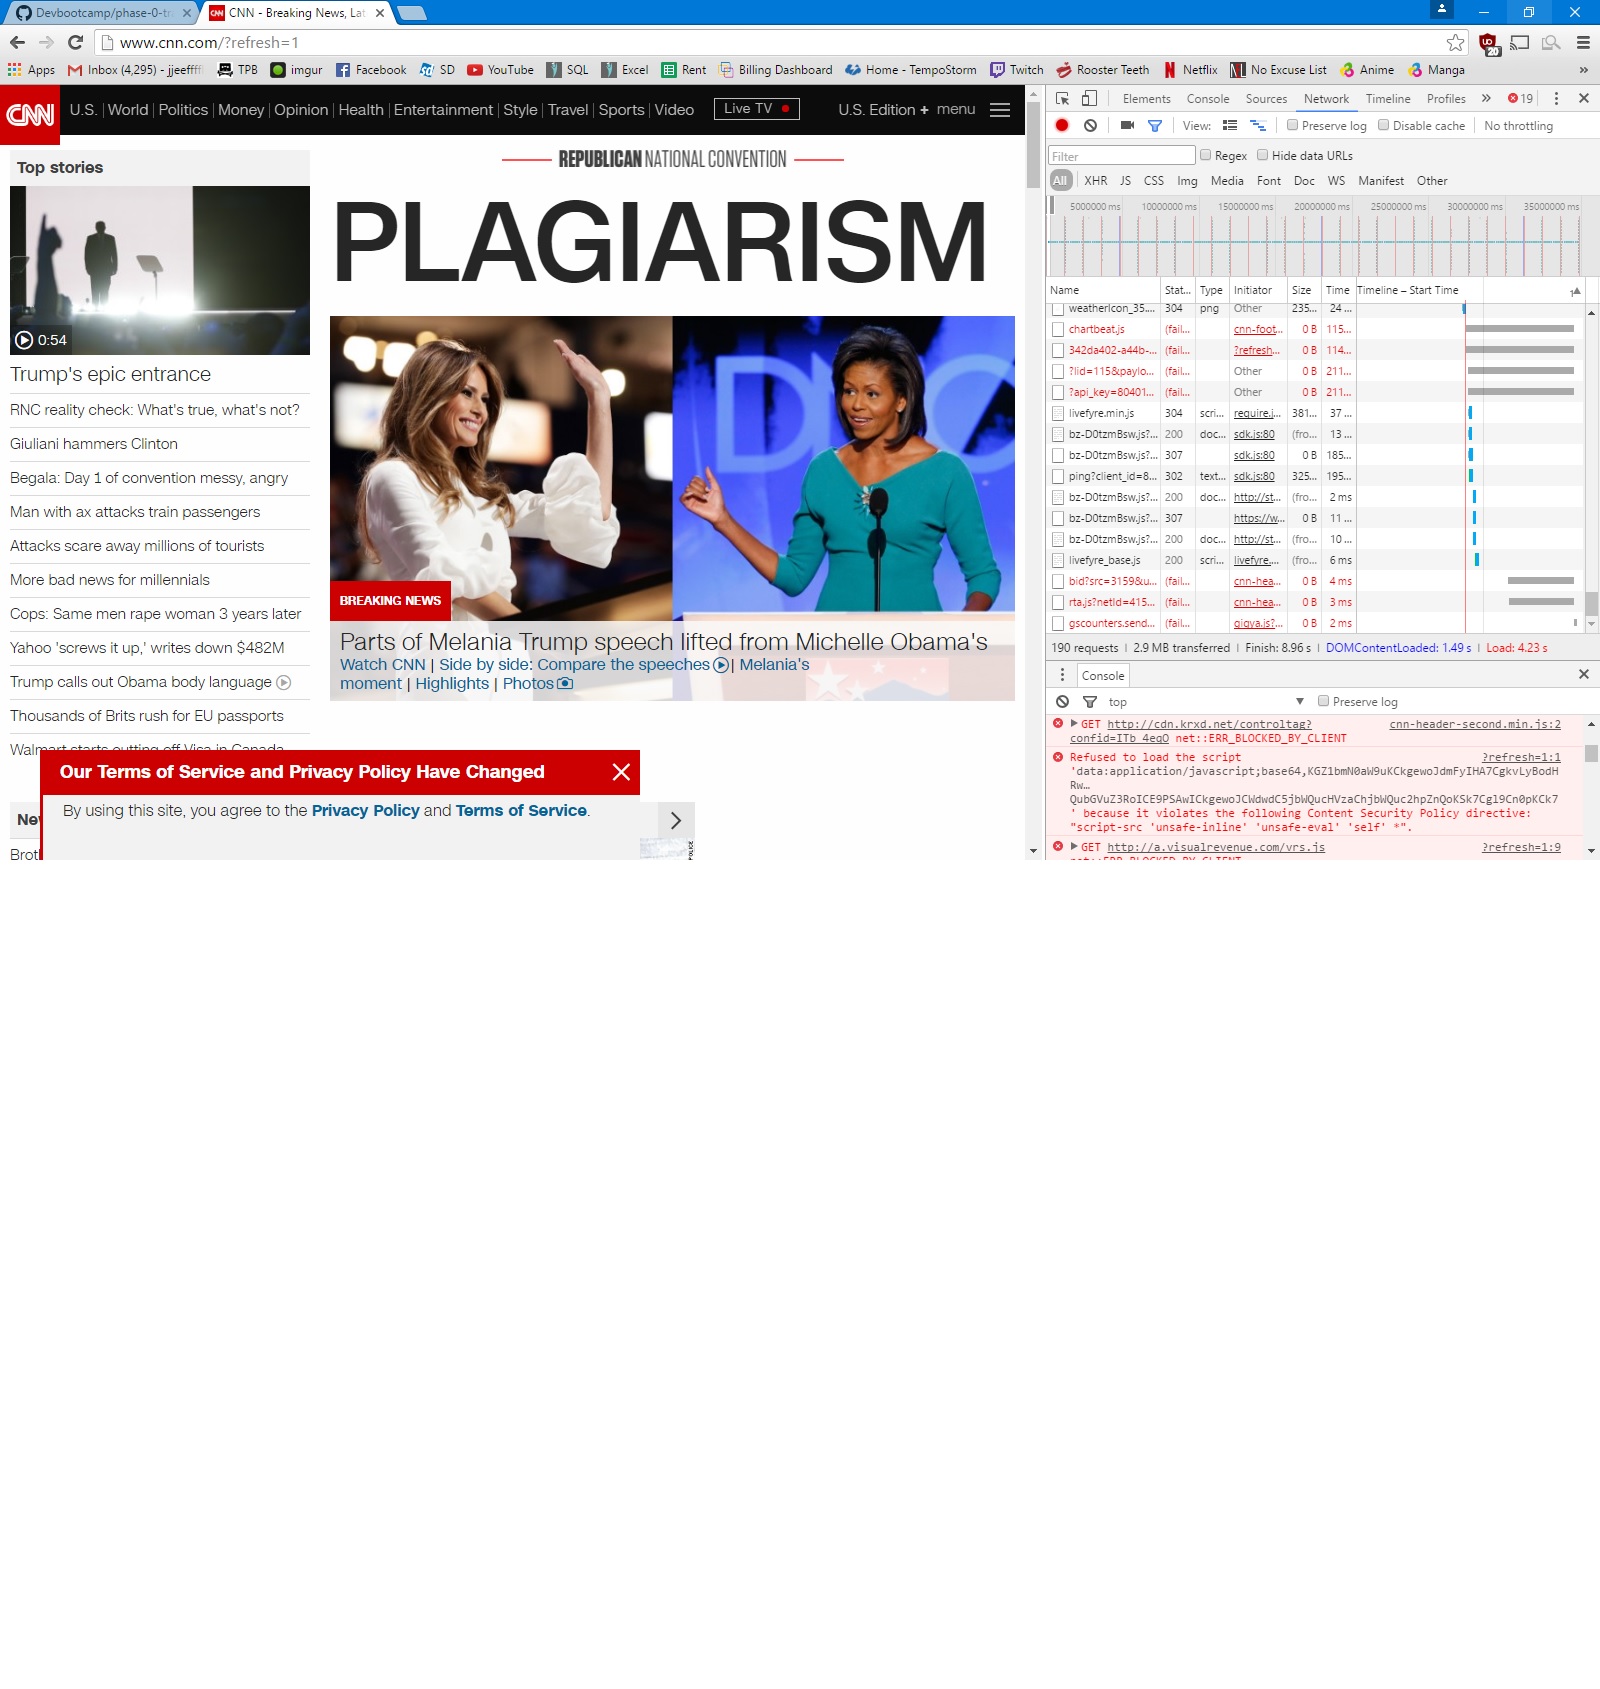 Devbootcamp/phase-0-tr
CNN - Breaking News, Lat
www.cnn.com/?refresh=1
20
Apps
Inbox (4,295) - jjeefffff
TPB
imgur
Facebook
SD
YouTube
SQL
Excel
Rent
Billing Dashboard
Home - TempoStorm
Twitch
Rooster Teeth
Netflix
No Excuse List
Anime
Manga
»
CNN
U.S. | World | Politics | Money | Opinion | Health | Entertainment | Style | Travel | Sports | Video
Live TV
U.S. Edition + menu
Top stories
0:54
Trump's epic entrance
RNC reality check: What's true, what's not?
Giuliani hammers Clinton
Begala: Day 1 of convention messy, angry
Man with ax attacks train passengers
Attacks scare away millions of tourists
More bad news for millennials
Cops: Same men rape woman 3 years later
Yahoo 'screws it up,' writes down $482M
Trump calls out Obama body language
Thousands of Brits rush for EU passports
Walmart starts cutting off Visa in Canada
REPUBLICAN NATIONAL CONVENTION
PLAGIARISM
DNC
BREAKING NEWS
Parts of Melania Trump speech lifted from Michelle Obama's
Watch CNN | Side by side: Compare the speeches | Melania's
moment | Highlights | Photos
Our Terms of Service and Privacy Policy Have Changed
By using this site, you agree to the Privacy Policy and Terms of Service.
POLICE
Elements Console Sources Network Timeline Profiles » 19
View: Preserve log Disable cache No throttling
Filter Regex Hide data URLs
All XHR JS CSS Img Media Font Doc WS Manifest Other
5000000 ms 10000000 ms 15000000 ms 20000000 ms 25000000 ms 30000000 ms 35000000 ms
Name Stat... Type Initiator Size Time Timeline – Start Time
weatherIcon_35.... 304 png Other 235... 24 ...
chartbeat.js (fail... cnn-foot... 0 B 115...
342da402-a44b-... (fail... ?refresh... 0 B 114...
?lid=115&paylo... (fail... Other 0 B 211...
?api_key=80401... (fail... Other 0 B 211...
livefyre.min.js 304 scri... require.j... 381... 37 ...
bz-D0tzmBsw.js?... 200 doc... sdk.js:80 (fro... 13 ...
bz-D0tzmBsw.js?... 307 sdk.js:80 0 B 185...
ping?client_id=8... 302 text... sdk.js:80 325... 195...
bz-D0tzmBsw.js?... 200 doc... http://st... (fro... 2 ms
bz-D0tzmBsw.js?... 307 https://w... 0 B 11 ...
bz-D0tzmBsw.js?... 200 doc... http://st... (fro... 10 ...
livefyre_base.js 200 scri... livefyre.... (fro... 6 ms
bid?src=3159&u... (fail... cnn-hea... 0 B 4 ms
rta.js?netId=415... (fail... cnn-hea... 0 B 3 ms
gscounters.send... (fail... gigya.js?... 0 B 2 ms
190 requests | 2.9 MB transferred | Finish: 8.96 s | DOMContentLoaded: 1.49 s | Load: 4.23 s
Console
top Preserve log
GET http://cdn.krxd.net/controltag? cnn-header-second.min.js:2
confid=ITb_4eqO net::ERR_BLOCKED_BY_CLIENT
Refused to load the script ?refresh=1:1
'data:application/javascript;base64,
' because it violates the following Content Security Policy directive:
"script-src 'unsafe-inline' 'unsafe-eval' 'self' *".
GET http://a.visualrevenue.com/vrs.js ?refresh=1:9
net::ERR_BLOCKED_BY_CLIENT